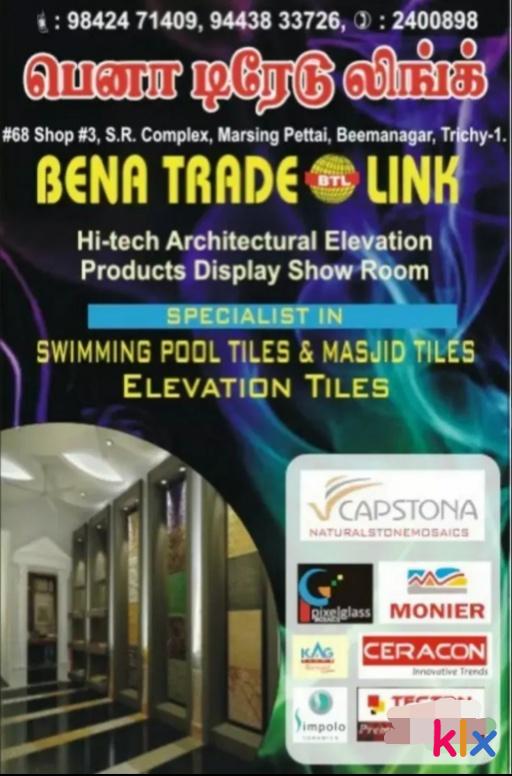 : 98424 71409, 94438 33726, : 2400898
பெனா டிரேடு லிங்க்
#68 Shop #3, S.R. Complex, Marsing Pettai, Beemanagar, Trichy-1.
BENA TRADE BTL LINK
Hi-tech Architectural Elevation
Products Display Show Room
SPECIALIST IN
SWIMMING POOL TILES & MASJID TILES
ELEVATION TILES
CAPSTONA
NATURALSTONEMOSAICS
pixelglass
MOSAICS
MONIER
KAG
CERACON
Innovative Trends
Simpolo
CERAMICS
klx